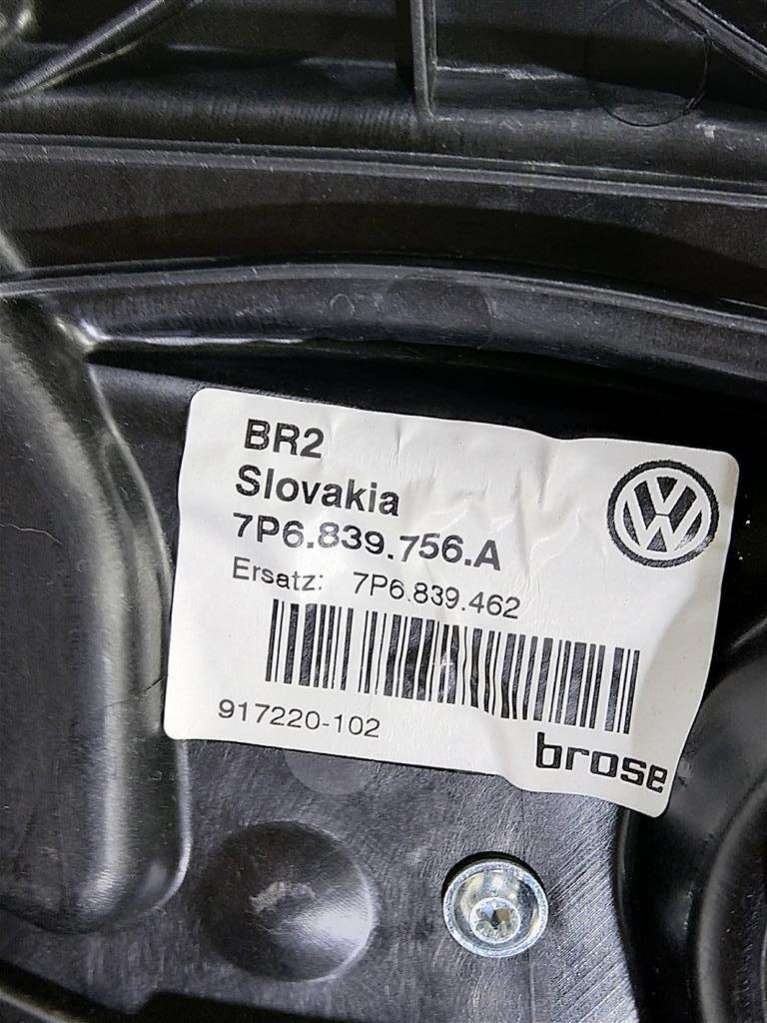 BR2
Slovakia
7P6.839.756.A
Ersatz: 7P6.839.462
917220-102
brose